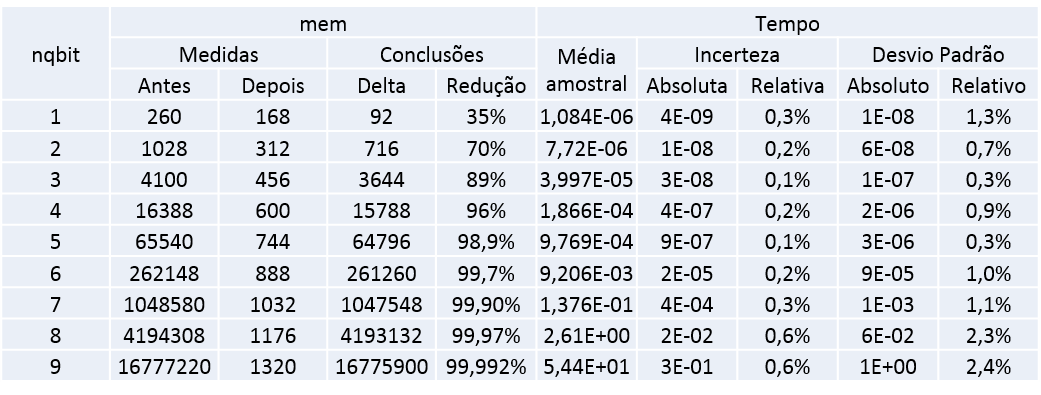 mem Tempo
nqbit Medidas Conclusões Média amostral Incerteza Desvio Padrão
Antes Depois Delta Redução Absoluta Relativa Absoluto Relativo
1 260 168 92 35% 1,084E-06 4E-09 0,3% 1E-08 1,3%
2 1028 312 716 70% 7,72E-06 1E-08 0,2% 6E-08 0,7%
3 4100 456 3644 89% 3,997E-05 3E-08 0,1% 1E-07 0,3%
4 16388 600 15788 96% 1,866E-04 4E-07 0,2% 2E-06 0,9%
5 65540 744 64796 98,9% 9,769E-04 9E-07 0,1% 3E-06 0,3%
6 262148 888 261260 99,7% 9,206E-03 2E-05 0,2% 9E-05 1,0%
7 1048580 1032 1047548 99,90% 1,376E-01 4E-04 0,3% 1E-03 1,1%
8 4194308 1176 4193132 99,97% 2,61E+00 2E-02 0,6% 6E-02 2,3%
9 16777220 1320 16775900 99,992% 5,44E+01 3E-01 0,6% 1E+00 2,4%